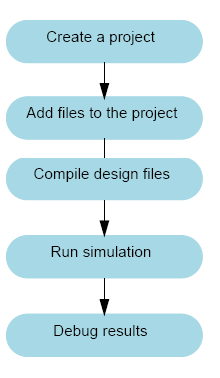 Create a project
Add files to the project
Compile design files
Run simulation
Debug results